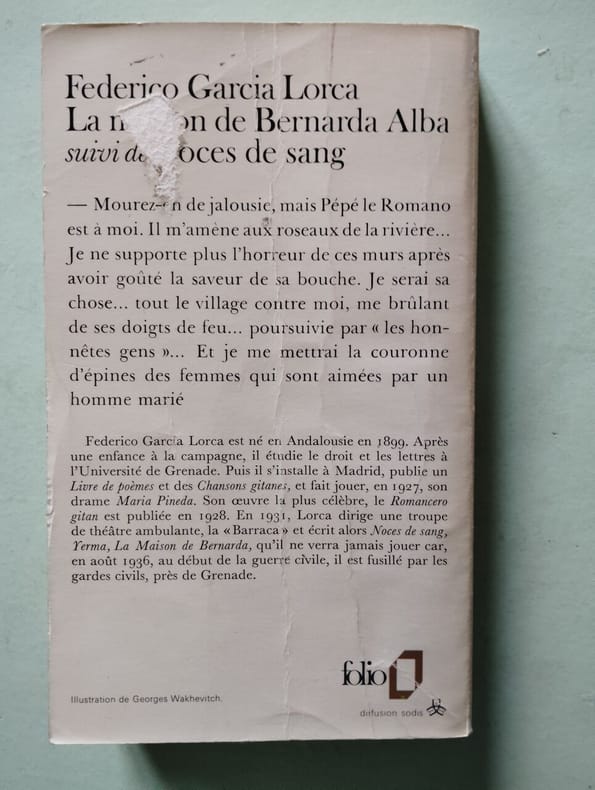 Federico Garcia Lorca
La on de Bernarda Alba
suivi de oces de sang
— Mourez-en de jalousie, mais Pépé le Romano
est à moi. Il m'amène aux roseaux de la rivière...
Je ne supporte plus l'horreur de ces murs après
avoir goûté la saveur de sa bouche. Je serai sa
chose... tout le village contre moi, me brûlant
de ses doigts de feu... poursuivie par « les hon-
nêtes gens »... Et je me mettrai la couronne
d'épines des femmes qui sont aimées par un
homme marié
Federico Garcia Lorca est né en Andalousie en 1899. Après
une enfance à la campagne, il étudie le droit et les lettres à
l'Université de Grenade. Puis il s'installe à Madrid, publie un
Livre de poèmes et des Chansons gitanes, et fait jouer, en 1927, son
drame Maria Pineda. Son œuvre la plus célèbre, le Romancero
gitan est publiée en 1928. En 1931, Lorca dirige une troupe
de théâtre ambulante, la « Barraca » et écrit alors Noces de sang,
Yerma, La Maison de Bernarda, qu'il ne verra jamais jouer car,
en août 1936, au début de la guerre civile, il est fusillé par les
gardes civils, près de Grenade.
folio
Illustration de Georges Wakhevitch.
diffusion sodis